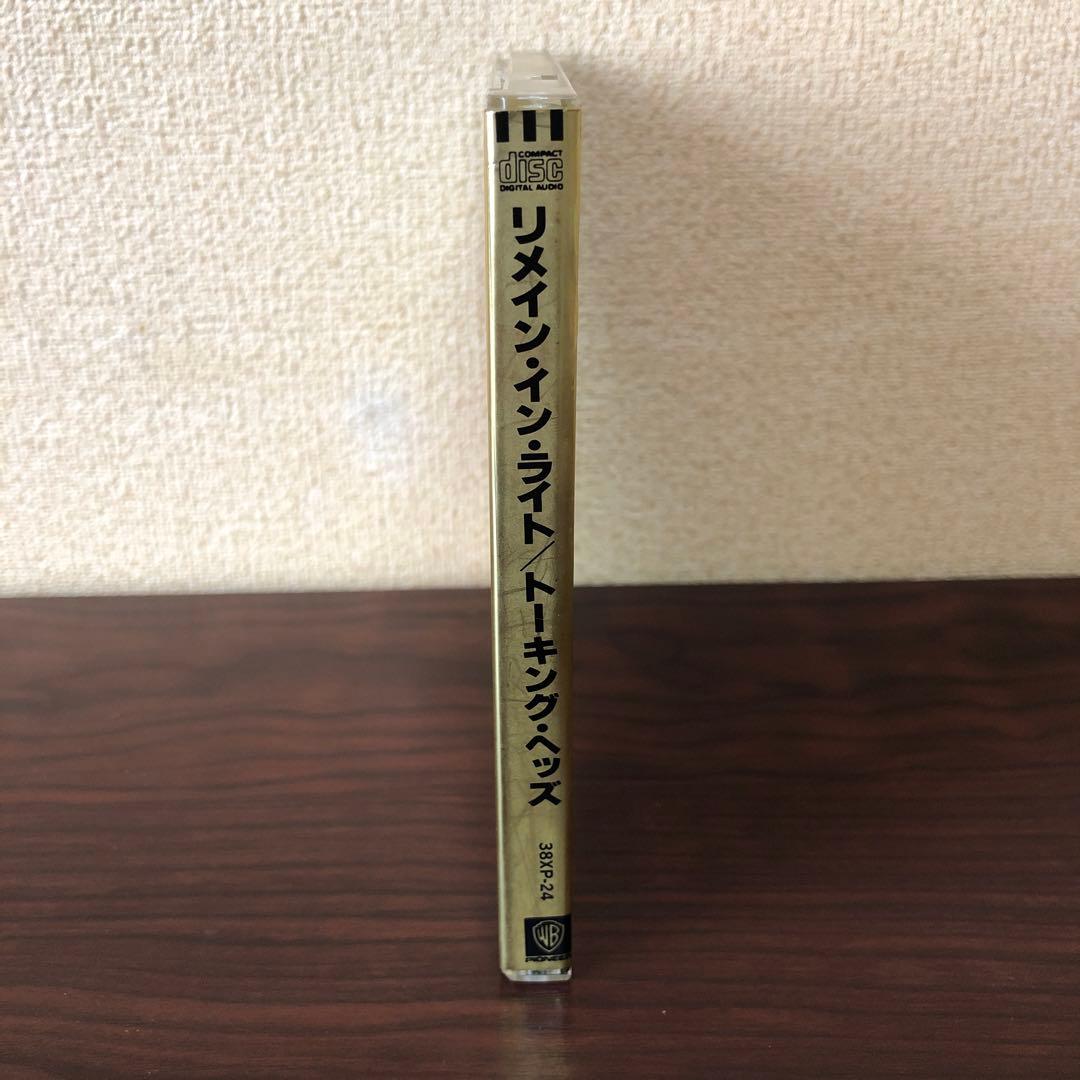 COMPACT
disc
DIGITAL AUDIO
リメイン・イン・ライト/トーキング・ヘッズ
38XP-24
WB
PIONEER